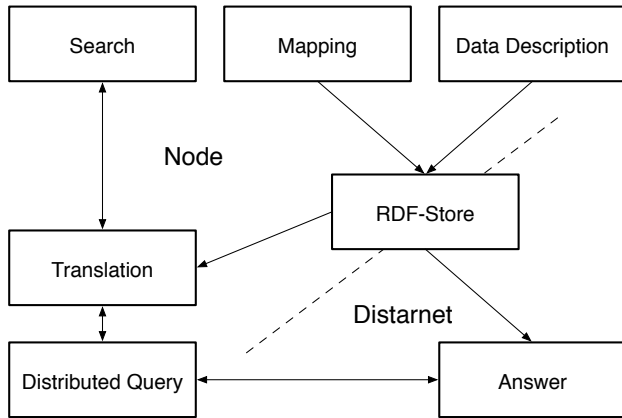 Search
Mapping
Data Description
Node
RDF-Store
Translation
Distarnet
Distributed Query
Answer